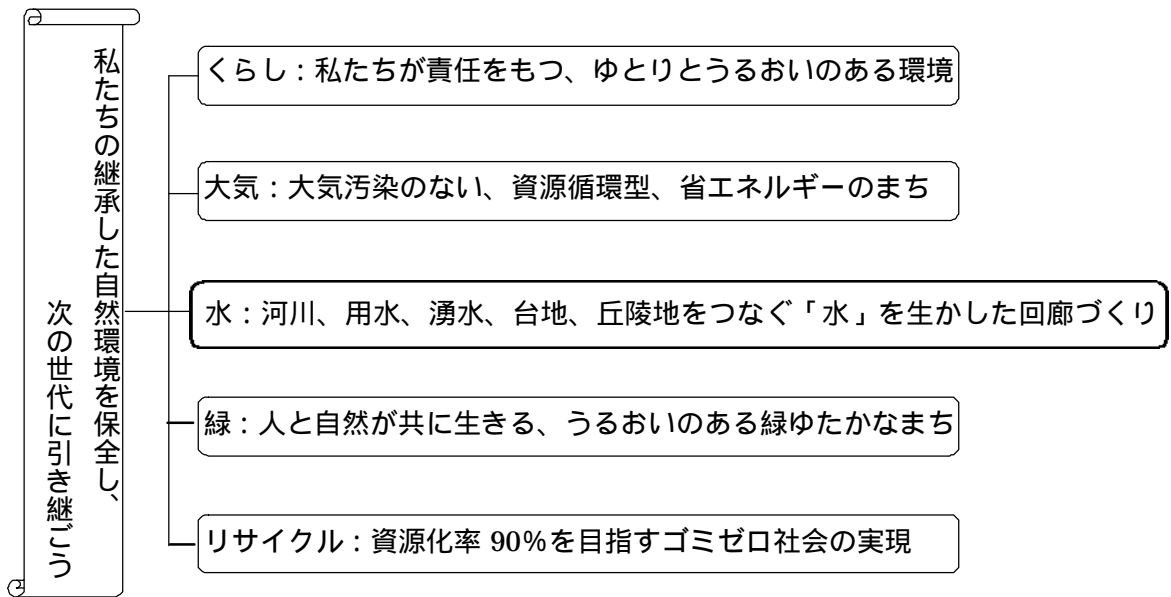 私たちの継承した自然環境を保全し、
次の世代に引き継ごう
くらし：私たちが責任をもつ、ゆとりとうるおいのある環境
大気：大気汚染のない、資源循環型、省エネルギーのまち
水：河川、用水、湧水、台地、丘陵地をつなぐ「水」を生かした回廊づくり
緑：人と自然が共に生きる、うるおいのある緑ゆたかなまち
リサイクル：資源化率 90％を目指すゴミゼロ社会の実現